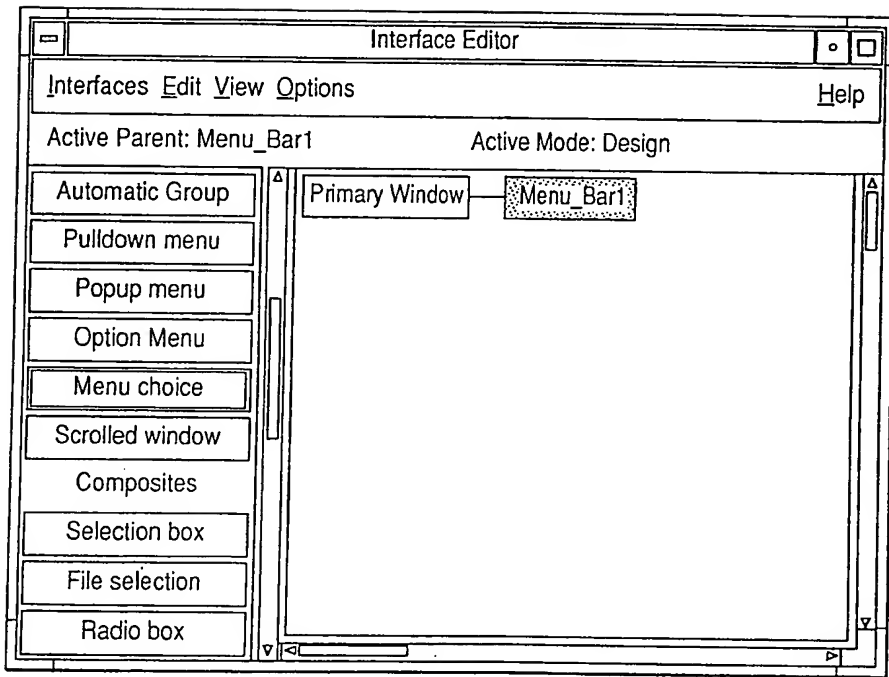 Interface Editor
Interfaces Edit View Options Help
Active Parent: Menu_Bar1 Active Mode: Design
Automatic Group
Pulldown menu
Popup menu
Option Menu
Menu choice
Scrolled window
Composites
Selection box
File selection
Radio box
Primary Window Menu_Bar1